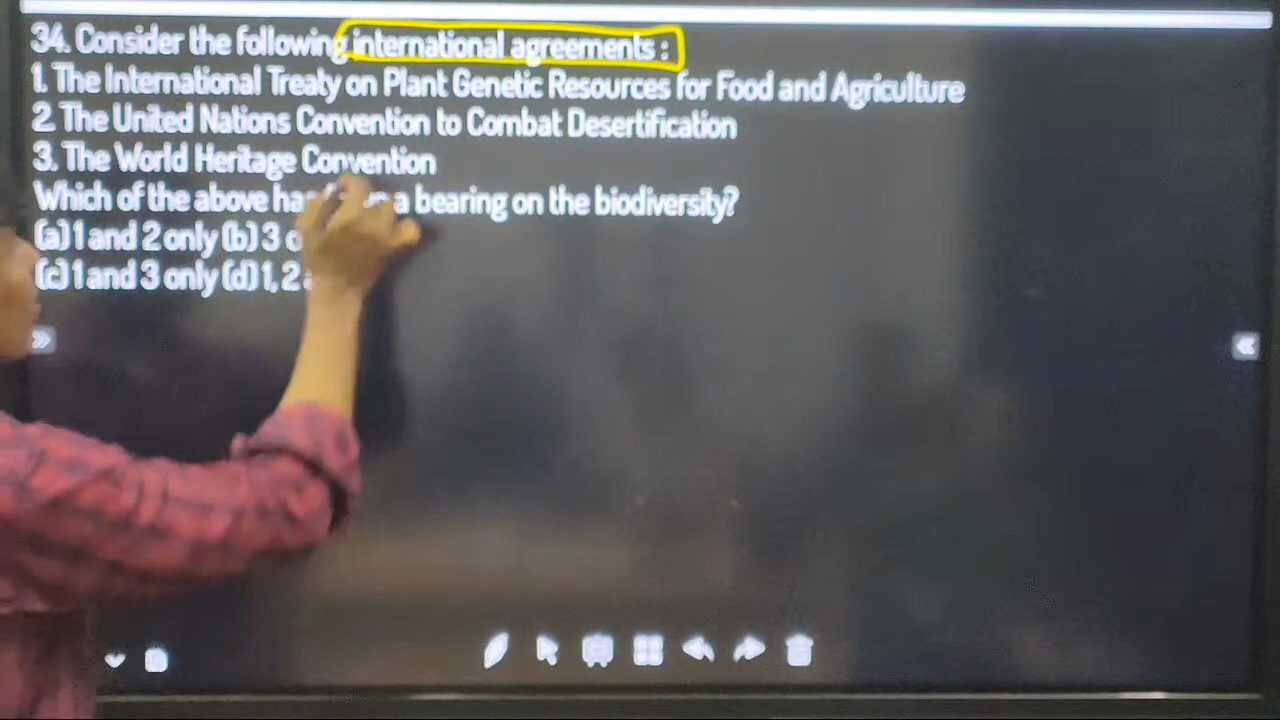 34. Consider the following international agreements :
1. The International Treaty on Plant Genetic Resources for Food and Agriculture
2. The United Nations Convention to Combat Desertification
3. The World Heritage Convention
Which of the above a bearing on the biodiversity?
(a) 1 and 2 only (b) 3
(c) 1 and 3 only (d) 1, 2